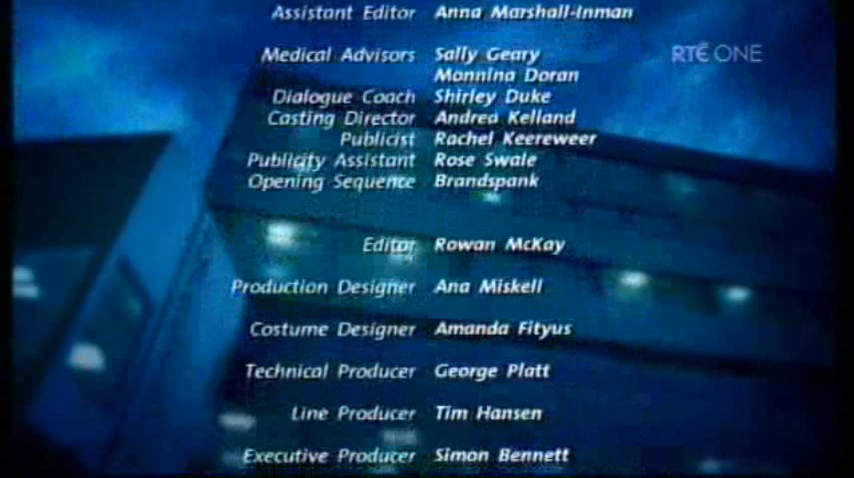 Assistant Editor Anna Marshall-Inman
Medical Advisors Sally Geary
RTÉ ONE
Monnina Doran
Dialogue Coach Shirley Duke
Casting Director Andrea Kelland
Publicist Rachel Keereweer
Publicity Assistant Rose Swale
Opening Sequence Brandspank
Editor Rowan McKay
Production Designer Ana Miskell
Costume Designer Amanda Fityus
Technical Producer George Platt
Line Producer Tim Hansen
Executive Producer Simon Bennett